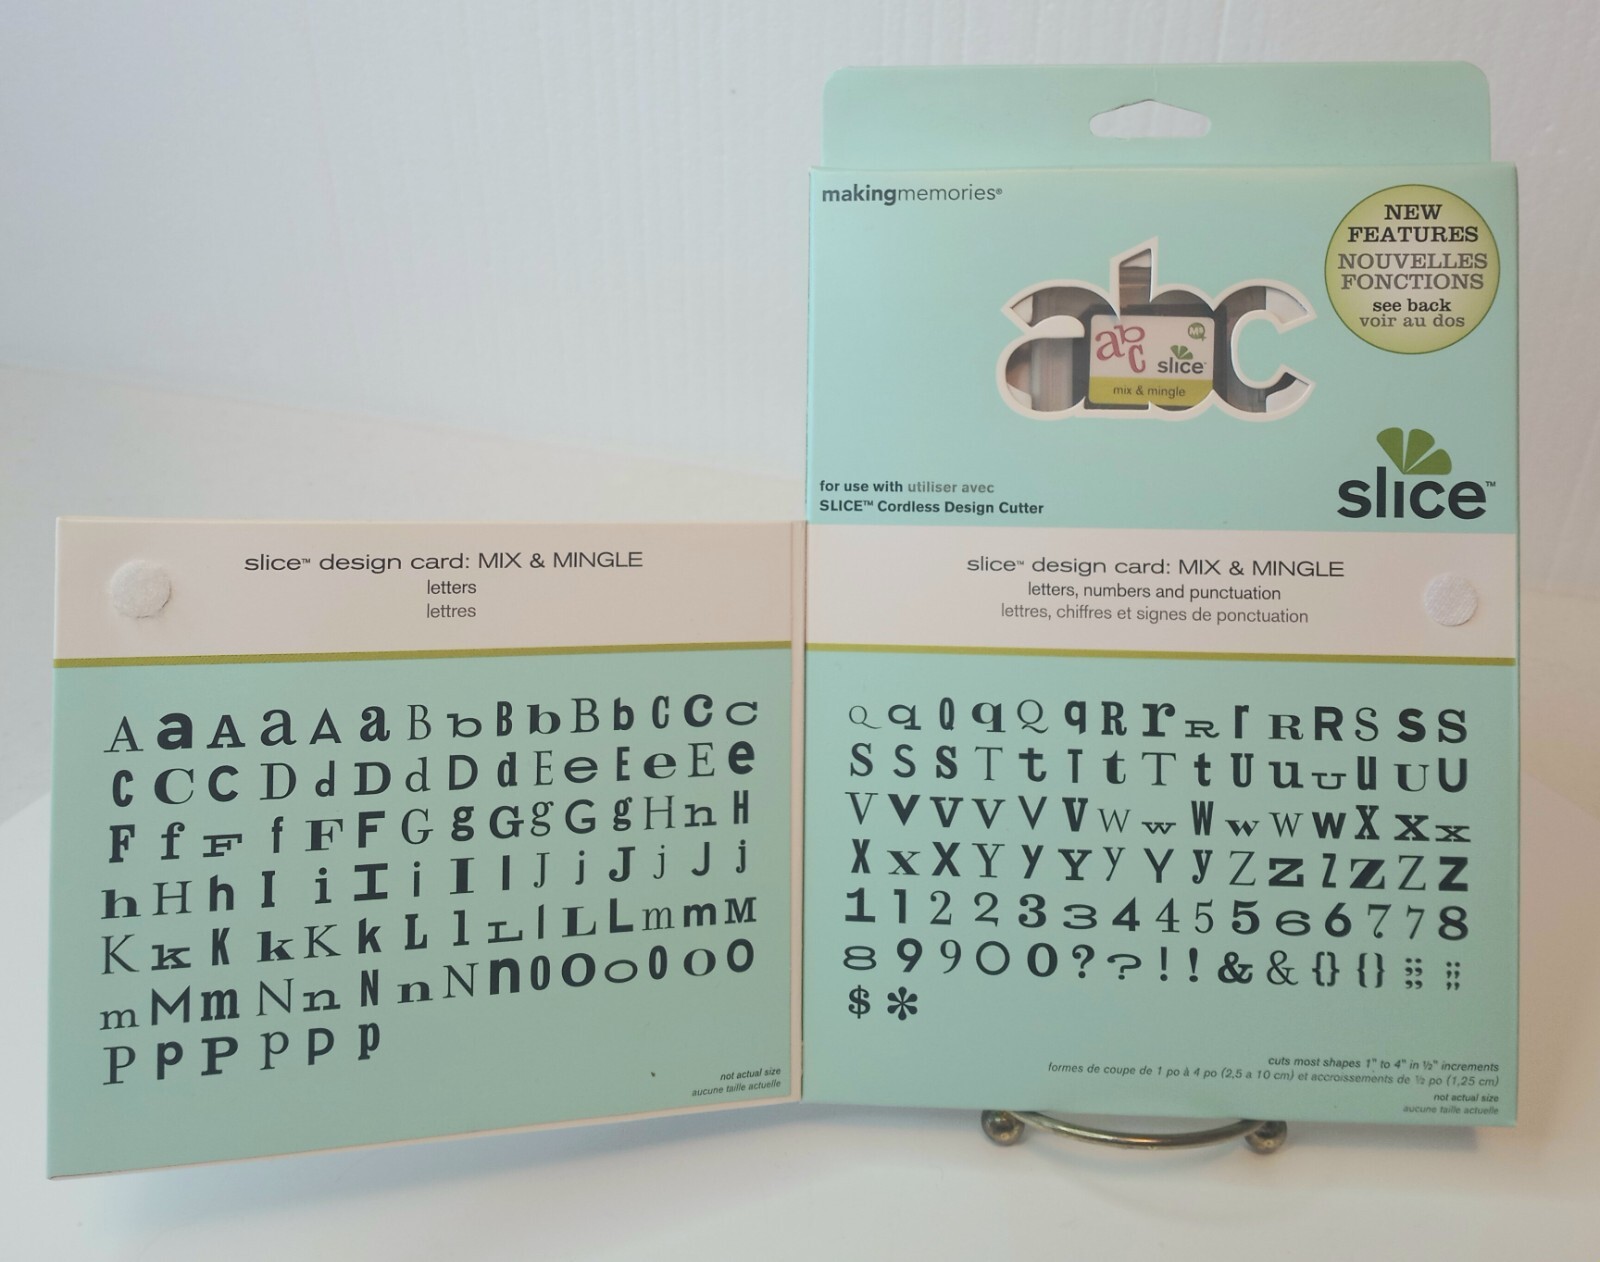 makingmemories®
NEW
FEATURES
NOUVELLES
FONCTIONS
see back
voir au dos
abc
abc
slice
mix & mingle
for use with utiliser avec
SLICE™ Cordless Design Cutter
slice™
slice™ design card: MIX & MINGLE
letters
lettres
A a A a A a B b B b B b C C C
C C C D d D d D d E e E e E e
F f F f F F G g G g G g H n H
h H h I i I i I I J j J j J j
K k K k K k L l L l L L m m M
m M m N n N n N n O O O O O O
P p P p p p
not actual size
aucune taille actuelle
slice™ design card: MIX & MINGLE
letters, numbers and punctuation
lettres, chiffres et signes de ponctuation
Q q Q q Q q R r R r R R S S S
S S S T t T t T t U u U u U U
V V V V V V W w W w W w X X x
X x X Y y Y y Y y Z Z Z Z Z Z
1 1 2 2 3 3 4 4 5 5 6 6 7 7 8
8 9 9 0 0 ? ? ! ! & & {} {} ;; ;;
$ *
cuts most shapes 1" to 4" in ½" increments
formes de coupe de 1 po à 4 po (2,5 a 10 cm) et accroissements de ½ po (1,25 cm)
not actual size
aucune taille actuelle